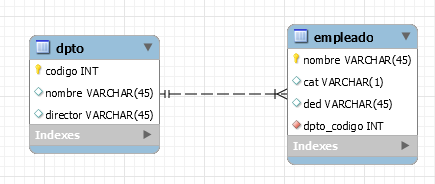 dpto
codigo INT
nombre VARCHAR(45)
director VARCHAR(45)
Indexes
empleado
nombre VARCHAR(45)
cat VARCHAR(1)
ded VARCHAR(45)
dpto_codigo INT
Indexes